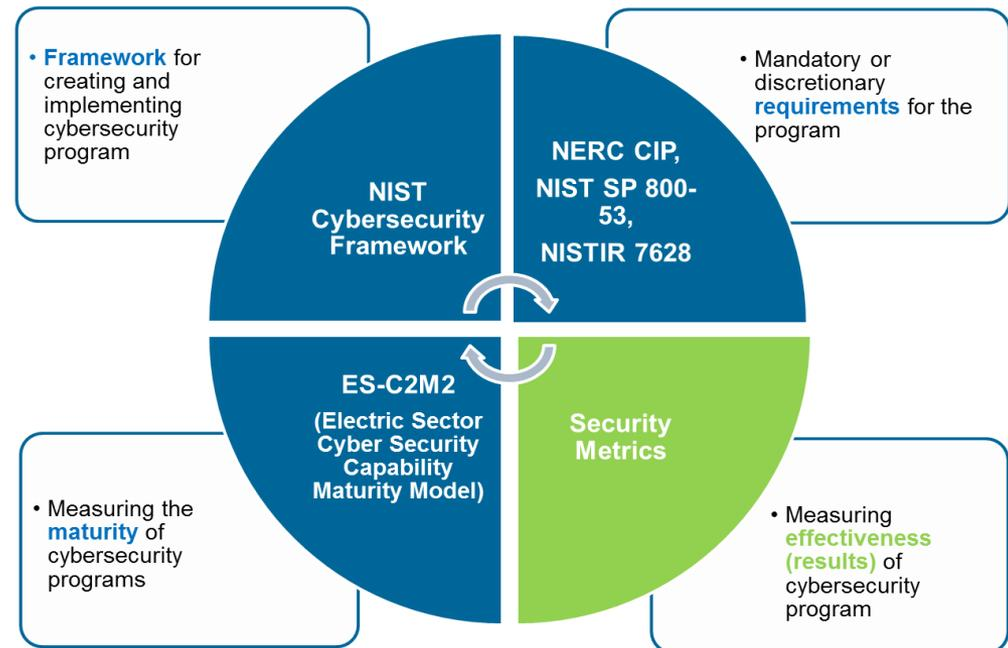 • Framework for
creating and
implementing
cybersecurity
program
• Mandatory or
discretionary
requirements for the
program
NIST
Cybersecurity
Framework
NERC CIP,
NIST SP 800-
53,
NISTIR 7628
ES-C2M2
(Electric Sector
Cyber Security
Capability
Maturity Model)
Security
Metrics
• Measuring the
maturity of
cybersecurity
programs
• Measuring
effectiveness
(results) of
cybersecurity
program